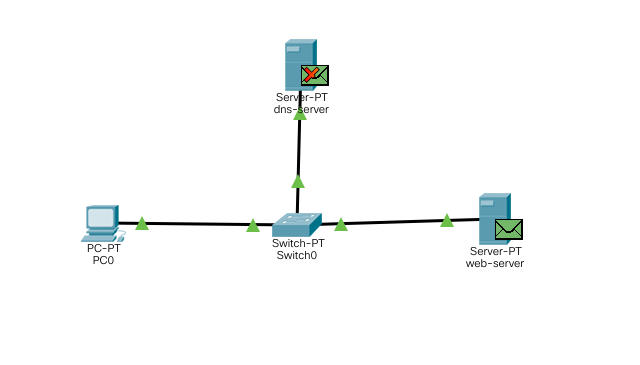 Server-PT
dns-server
PC-PT
PC0
Switch-PT
Switch0
Server-PT
web-server